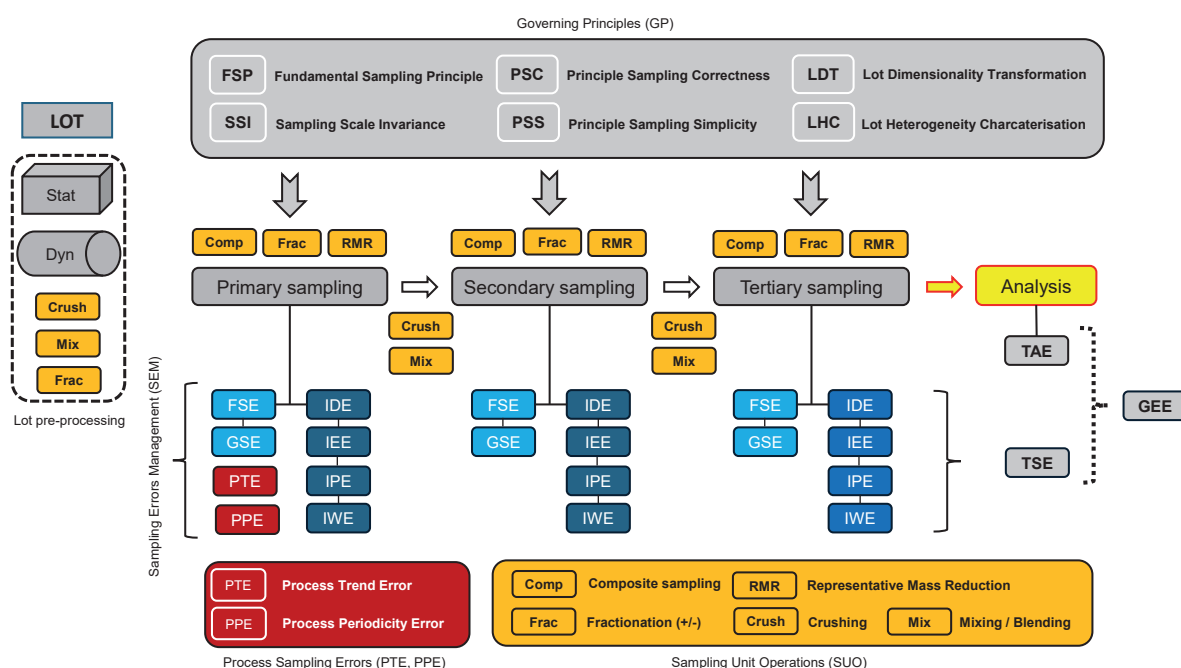 Governing Principles (GP)
FSP Fundamental Sampling Principle
PSC Principle Sampling Correctness
LDT Lot Dimensionality Transformation
SSI Sampling Scale Invariance
PSS Principle Sampling Simplicity
LHC Lot Heterogeneity Charcaterisation
LOT
Stat
Dyn
Crush
Mix
Frac
Lot pre-processing
Comp Frac RMR
Comp Frac RMR
Comp Frac RMR
Primary sampling
Secondary sampling
Tertiary sampling
Analysis
Crush
Mix
Crush
Mix
TAE
TSE
GEE
Sampling Errors Management (SEM)
FSE IDE
GSE IEE
PTE IPE
PPE IWE
FSE IDE
GSE IEE
IPE
IWE
FSE IDE
GSE IEE
IPE
IWE
PTE Process Trend Error
PPE Process Periodicity Error
Process Sampling Errors (PTE, PPE)
Comp Composite sampling
RMR Representative Mass Reduction
Frac Fractionation (+/-)
Crush Crushing
Mix Mixing / Blending
Sampling Unit Operations (SUO)